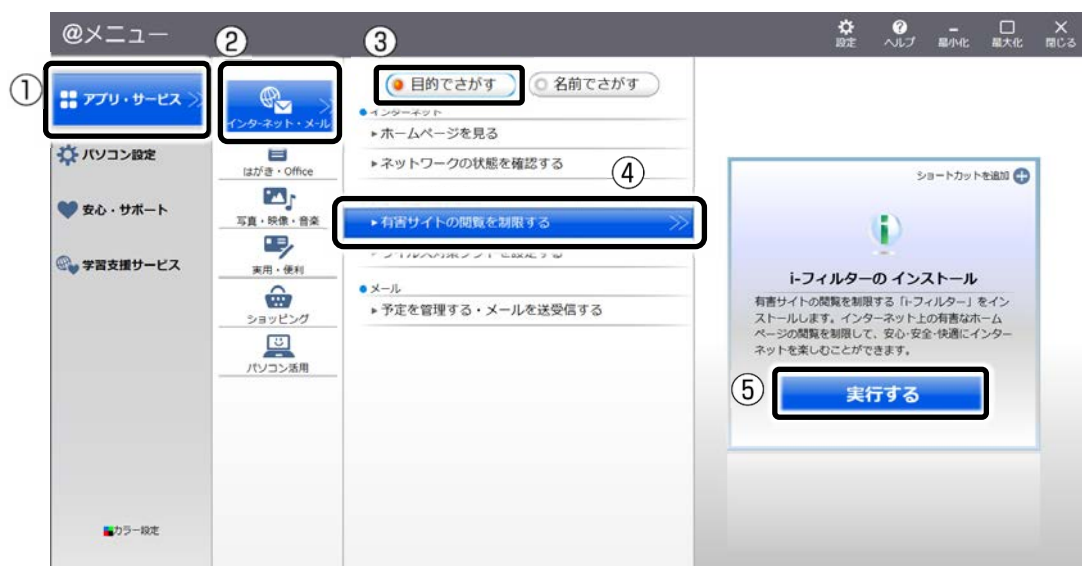 @メニュー
設定
ヘルプ
最小化
最大化
閉じる
①
アプリ・サービス
パソコン設定
安心・サポート
学習支援サービス
カラー設定
②
インターネット・メール
はがき・Office
写真・映像・音楽
実用・便利
ショッピング
パソコン活用
③
目的でさがす
名前でさがす
インターネット
ホームページを見る
ネットワークの状態を確認する
④
有害サイトの閲覧を制限する
ウイルス対策ソフトを設定する
メール
予定を管理する・メールを送受信する
ショートカットを追加
i-フィルターの インストール
有害サイトの閲覧を制限する「i-フィルター」をイン
ストールします。インターネット上の有害なホーム
ページの閲覧を制限して、安心・安全・快適にインター
ネットを楽しむことができます。
⑤
実行する